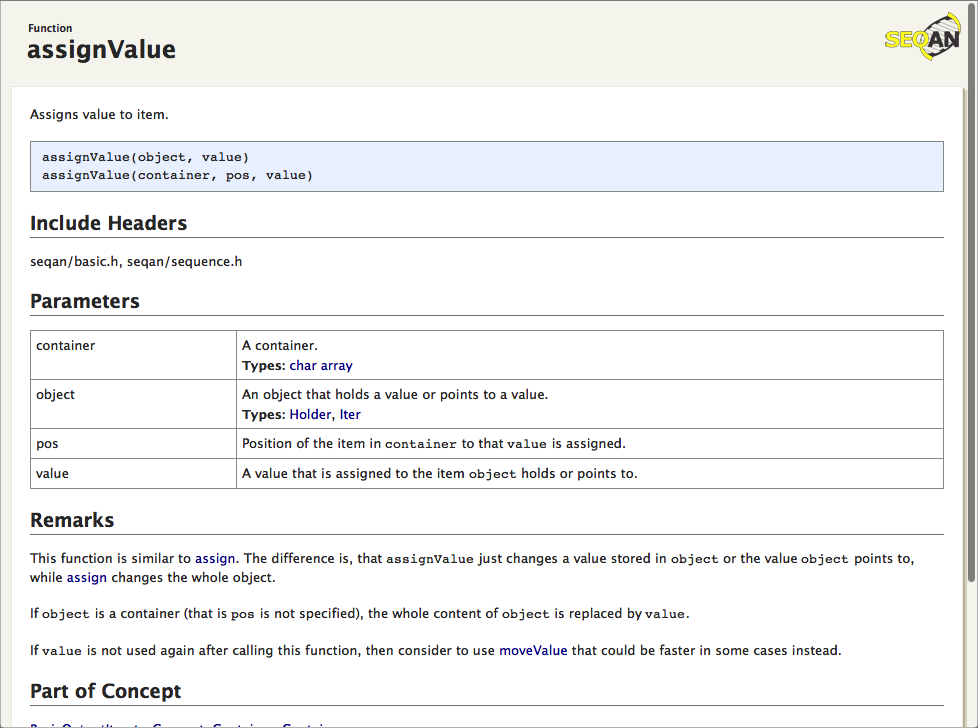 Function
assignValue
SEQAN
Assigns value to item.
assignValue(object, value)
assignValue(container, pos, value)
Include Headers
seqan/basic.h, seqan/sequence.h
Parameters
container
A container.
Types: char array
object
An object that holds a value or points to a value.
Types: Holder, Iter
pos
Position of the item in container to that value is assigned.
value
A value that is assigned to the item object holds or points to.
Remarks
This function is similar to assign. The difference is, that assignValue just changes a value stored in object or the value object points to,
while assign changes the whole object.
If object is a container (that is pos is not specified), the whole content of object is replaced by value.
If value is not used again after calling this function, then consider to use moveValue that could be faster in some cases instead.
Part of Concept